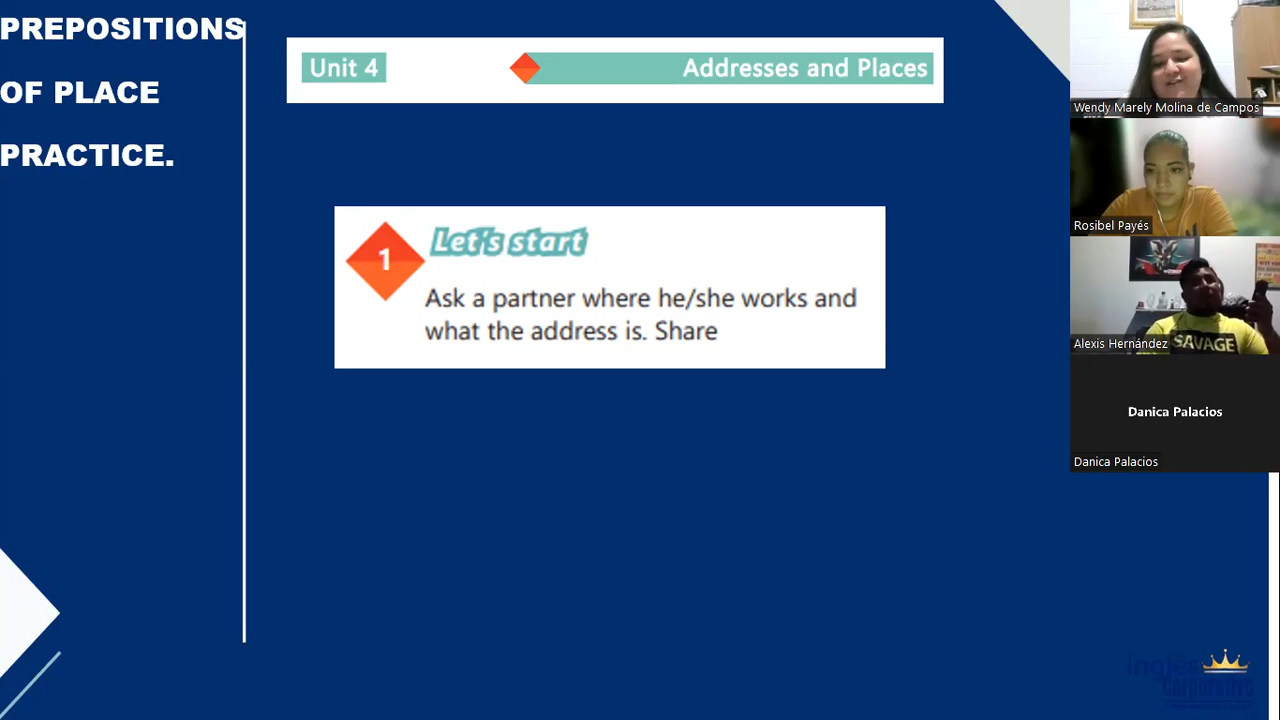 PREPOSITIONS
OF PLACE
PRACTICE.
Unit 4
Addresses and Places
1
Let's start
Ask a partner where he/she works and
what the address is. Share
Wendy Marely Molina de Campos
Rosibel Payés
Alexis Hernández
SAVAGE
Danica Palacios
Danica Palacios
Inglés
Corporativo